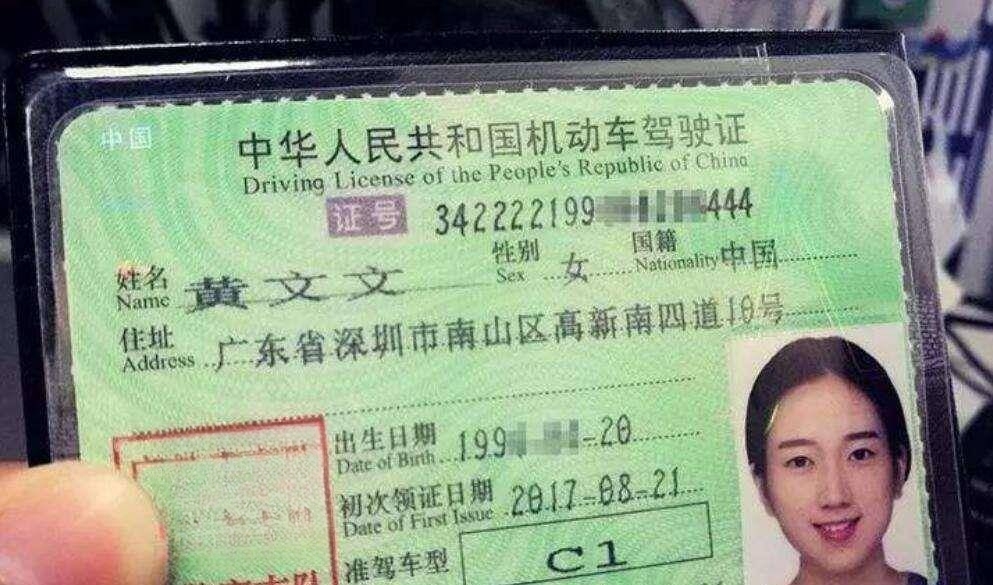 中国
中华人民共和国机动车驾驶证
Driving License of the People's Republic of China
证号 342222199 444
姓名 黄文文 性别 女 国籍 中国
Name Sex Nationality
住址 广东省深圳市南山区高新南四道10号
Address
出生日期 199 -20
Date of Birth
初次领证日期 2017-08-21
Date of First Issue
准驾车型 C1